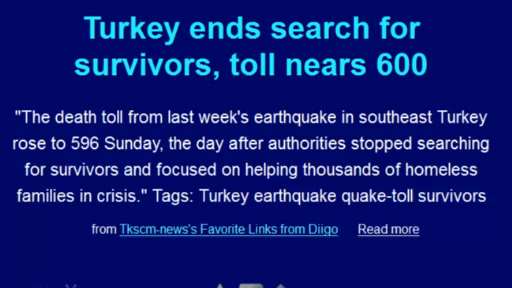 Turkey ends search for
survivors, toll nears 600
"The death toll from last week's earthquake in southeast Turkey
rose to 596 Sunday, the day after authorities stopped searching
for survivors and focused on helping thousands of homeless
families in crisis." Tags: Turkey earthquake quake-toll survivors
from Tkscm-news's Favorite Links from Diigo Read more